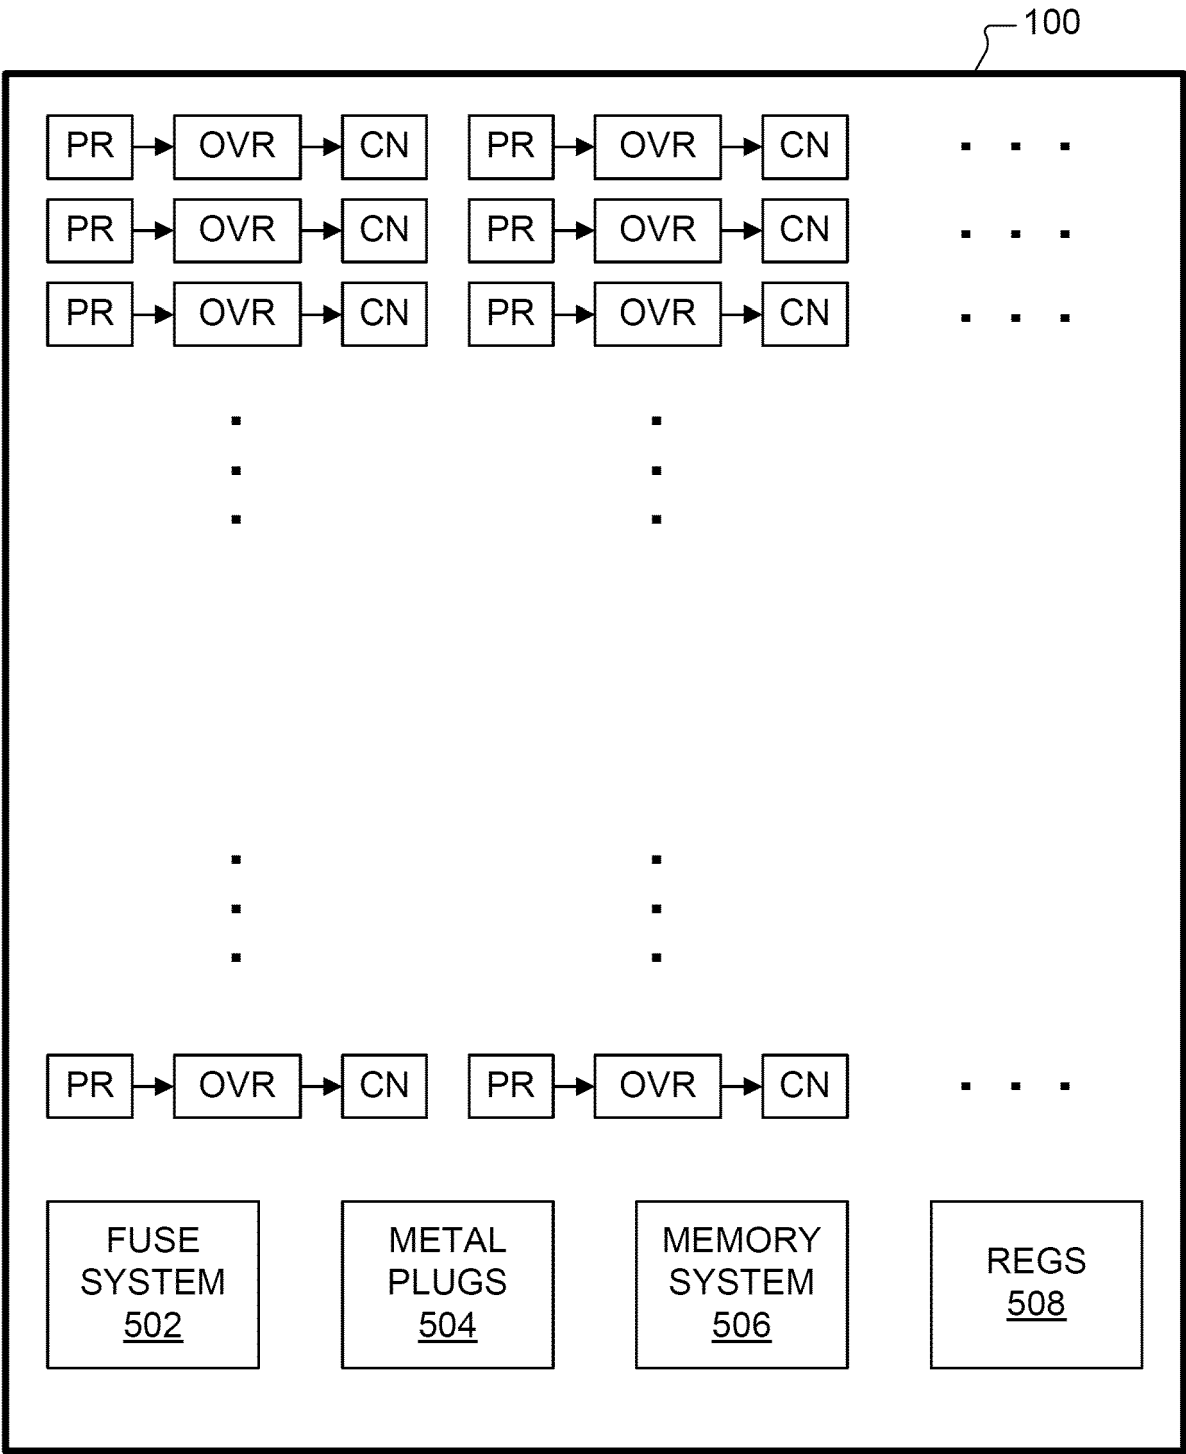 100
PR OVR CN PR OVR CN . . .
PR OVR CN PR OVR CN . . .
PR OVR CN PR OVR CN . . .
PR OVR CN PR OVR CN . . .
FUSE
SYSTEM
502
METAL
PLUGS
504
MEMORY
SYSTEM
506
REGS
508